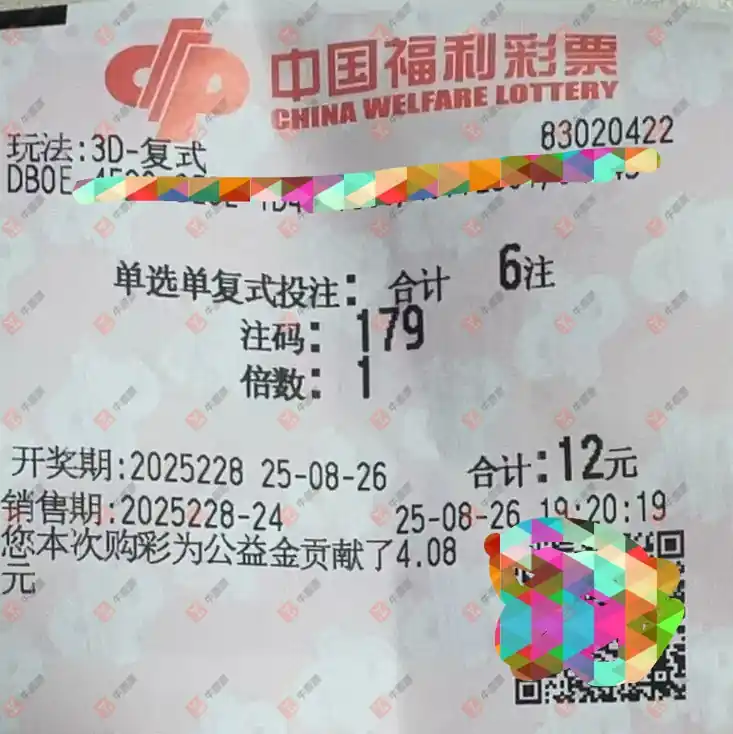 中国福利彩票
CHINA WELFARE LOTTERY
玩法:3D-复式
83020422
DB0E
单选单复式投注: 合计 6注
注码: 179
倍数: 1
开奖期:2025228 25-08-26 合计:12元
销售期:2025228-24 25-08-26 19:20:19
您本次购彩为公益金贡献了4.08
元